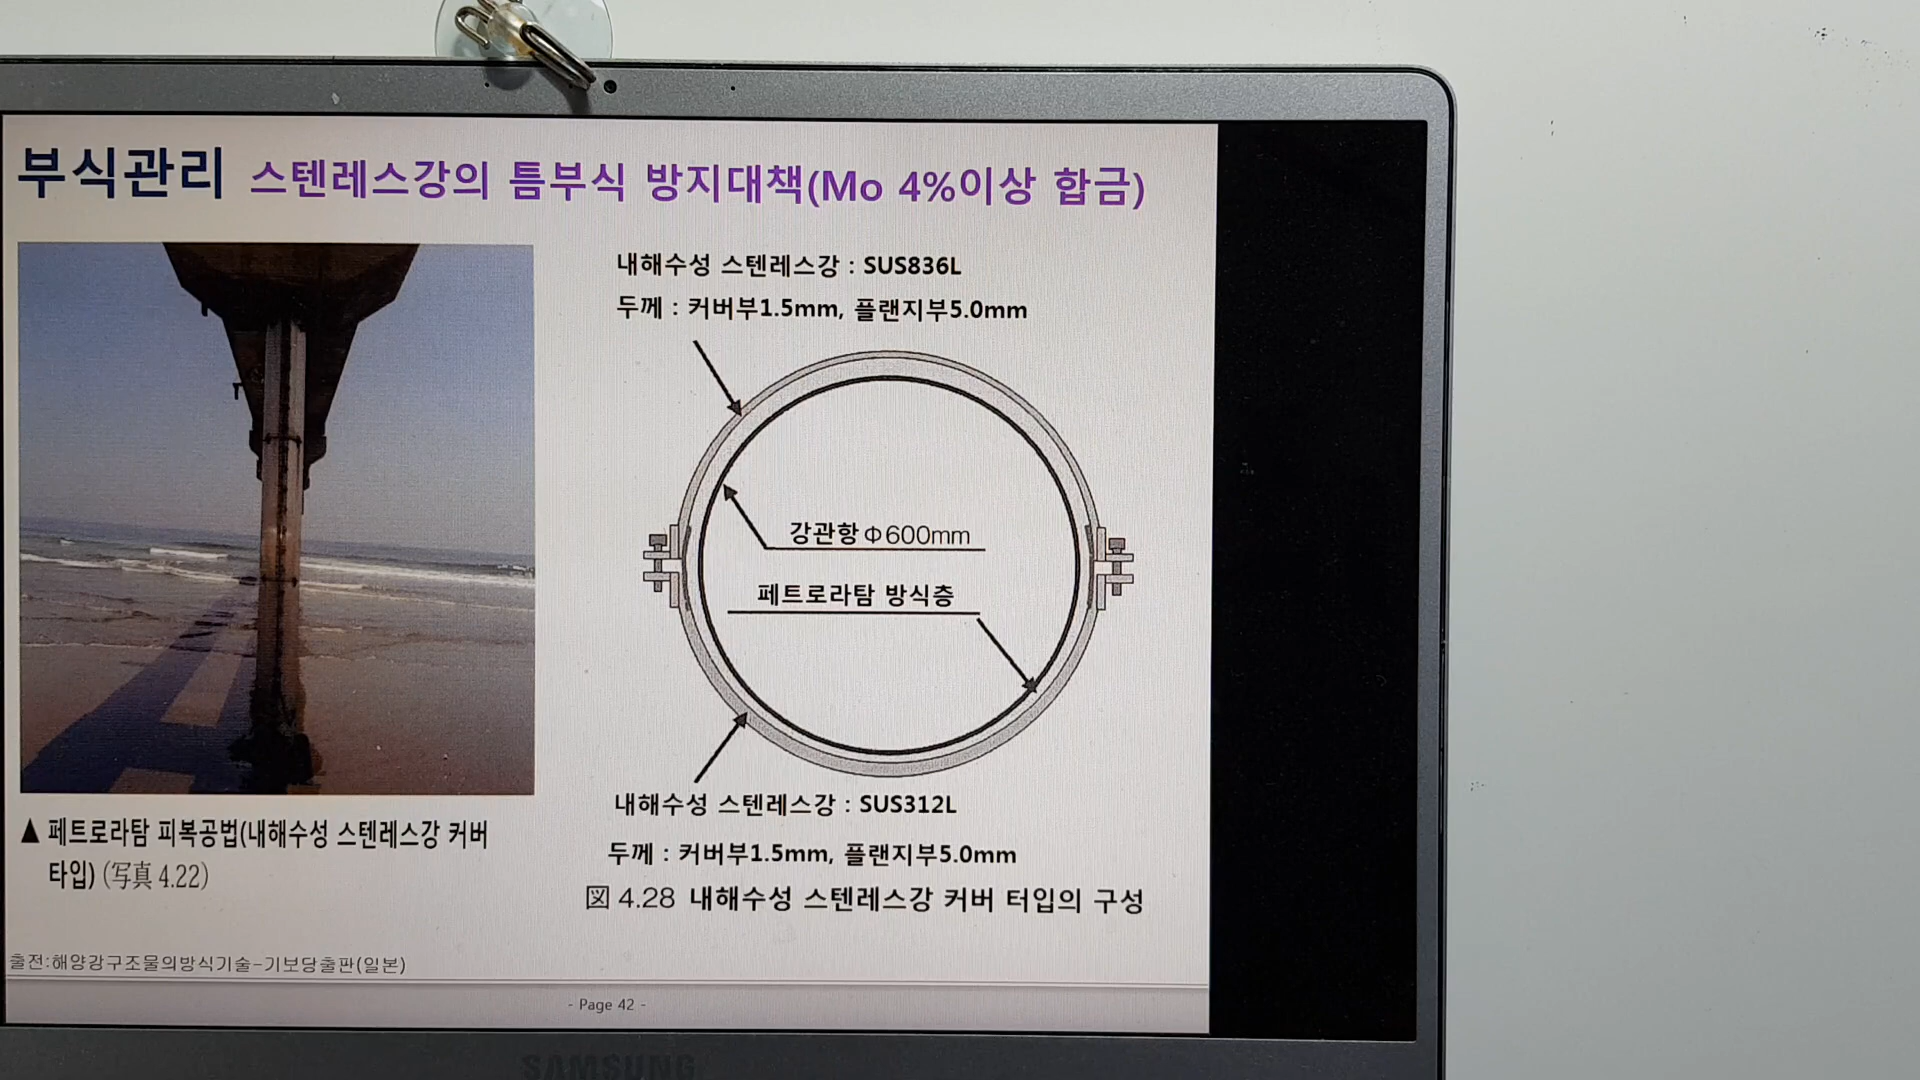 부식관리 스텐레스강의 틈부식 방지대책(Mo 4%이상 합금)
내해수성 스텐레스강 : SUS836L
두께 : 커버부1.5mm, 플랜지부5.0mm
강관항 Φ600mm
페트로라탐 방식층
내해수성 스텐레스강 : SUS312L
두께 : 커버부1.5mm, 플랜지부5.0mm
図 4.28 내해수성 스텐레스강 커버 터입의 구성
▲ 페트로라탐 피복공법(내해수성 스텐레스강 커버
타입) (写真 4.22)
출전:해양강구조물의방식기술-기보당출판(일본)
- Page 42 -
SAMSUNG